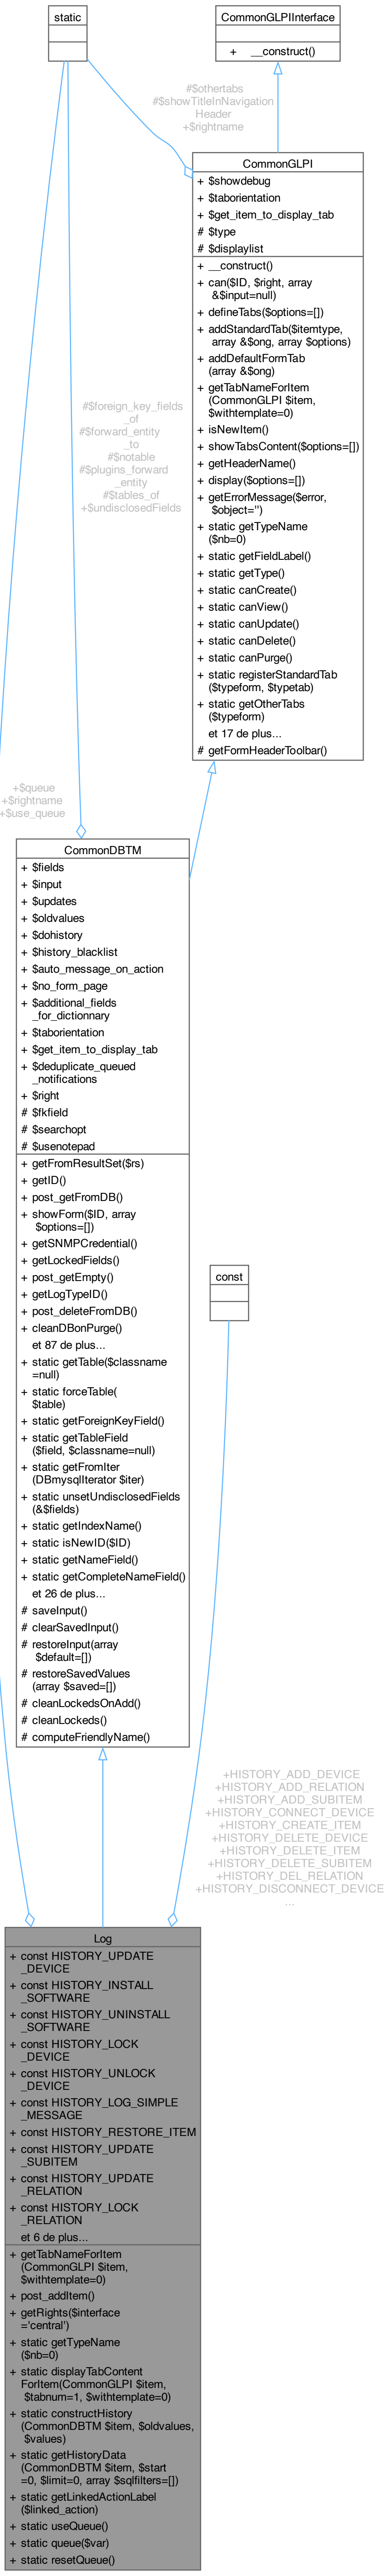 static
CommonGLPIInterface
+ __construct()
#$othertabs
#$showTitleInNavigation
Header
+$rightname
CommonGLPI
+ $showdebug
+ $taborientation
+ $get_item_to_display_tab
# $type
# $displaylist
+ __construct()
+ can($ID, $right, array
&$input=null)
+ defineTabs($options=[])
+ addStandardTab($itemtype,
array &$ong, array $options)
+ addDefaultFormTab
(array &$ong)
+ getTabNameForItem
(CommonGLPI $item,
$withtemplate=0)
+ isNewItem()
+ showTabsContent($options=[])
+ getHeaderName()
+ display($options=[])
+ getErrorMessage($error,
$object='')
+ static getTypeName
($nb=0)
+ static getFieldLabel()
+ static getType()
+ static canCreate()
+ static canView()
+ static canUpdate()
+ static canDelete()
+ static canPurge()
+ static registerStandardTab
($typeform, $typetab)
+ static getOtherTabs
($typeform)
et 17 de plus...
# getFormHeaderToolbar()
#$foreign_key_fields
_of
#$forward_entity
_to
#$notable
#$plugins_forward
_entity
#$tables_of
+$undisclosedFields
+$queue
+$rightname
+$use_queue
CommonDBTM
+ $fields
+ $input
+ $updates
+ $oldvalues
+ $dohistory
+ $history_blacklist
+ $auto_message_on_action
+ $no_form_page
+ $additional_fields
_for_dictionnary
+ $taborientation
+ $get_item_to_display_tab
+ $deduplicate_queued
_notifications
+ $right
# $fkfield
# $searchopt
# $usenotepad
+ getFromResultSet($rs)
+ getID()
+ post_getFromDB()
+ showForm($ID, array
$options=[])
+ getSNMPCredential()
+ getLockedFields()
+ post_getEmpty()
+ getLogTypeID()
+ post_deleteFromDB()
+ cleanDBonPurge()
et 87 de plus...
+ static getTable($classname
=null)
+ static forceTable(
$table)
+ static getForeignKeyField()
+ static getTableField
($field, $classname=null)
+ static getFromIter
(DBmysqlIterator $iter)
+ static unsetUndisclosedFields
(&$fields)
+ static getIndexName()
+ static isNewID($ID)
+ static getNameField()
+ static getCompleteNameField()
et 26 de plus...
# saveInput()
# clearSavedInput()
# restoreInput(array
$default=[])
# restoreSavedValues
(array $saved=[])
# cleanLockedsOnAdd()
# cleanLockeds()
# computeFriendlyName()
const
+HISTORY_ADD_DEVICE
+HISTORY_ADD_RELATION
+HISTORY_ADD_SUBITEM
+HISTORY_CONNECT_DEVICE
+HISTORY_CREATE_ITEM
+HISTORY_DELETE_DEVICE
+HISTORY_DELETE_ITEM
+HISTORY_DELETE_SUBITEM
+HISTORY_DEL_RELATION
+HISTORY_DISCONNECT_DEVICE
...
Log
+ const HISTORY_UPDATE
_DEVICE
+ const HISTORY_INSTALL
_SOFTWARE
+ const HISTORY_UNINSTALL
_SOFTWARE
+ const HISTORY_LOCK
_DEVICE
+ const HISTORY_UNLOCK
_DEVICE
+ const HISTORY_LOG_SIMPLE
_MESSAGE
+ const HISTORY_RESTORE_ITEM
+ const HISTORY_UPDATE
_SUBITEM
+ const HISTORY_UPDATE
_RELATION
+ const HISTORY_LOCK
_RELATION
et 6 de plus...
+ getTabNameForItem
(CommonGLPI $item,
$withtemplate=0)
+ post_addItem()
+ getRights($interface
='central')
+ static getTypeName
($nb=0)
+ static displayTabContent
ForItem(CommonGLPI $item,
$tabnum=1, $withtemplate=0)
+ static constructHistory
(CommonDBTM $item, $oldvalues,
$values)
+ static getHistoryData
(CommonDBTM $item, $start
=0, $limit=0, array $sqlfilters=[])
+ static getLinkedActionLabel
($linked_action)
+ static useQueue()
+ static queue($var)
+ static resetQueue()